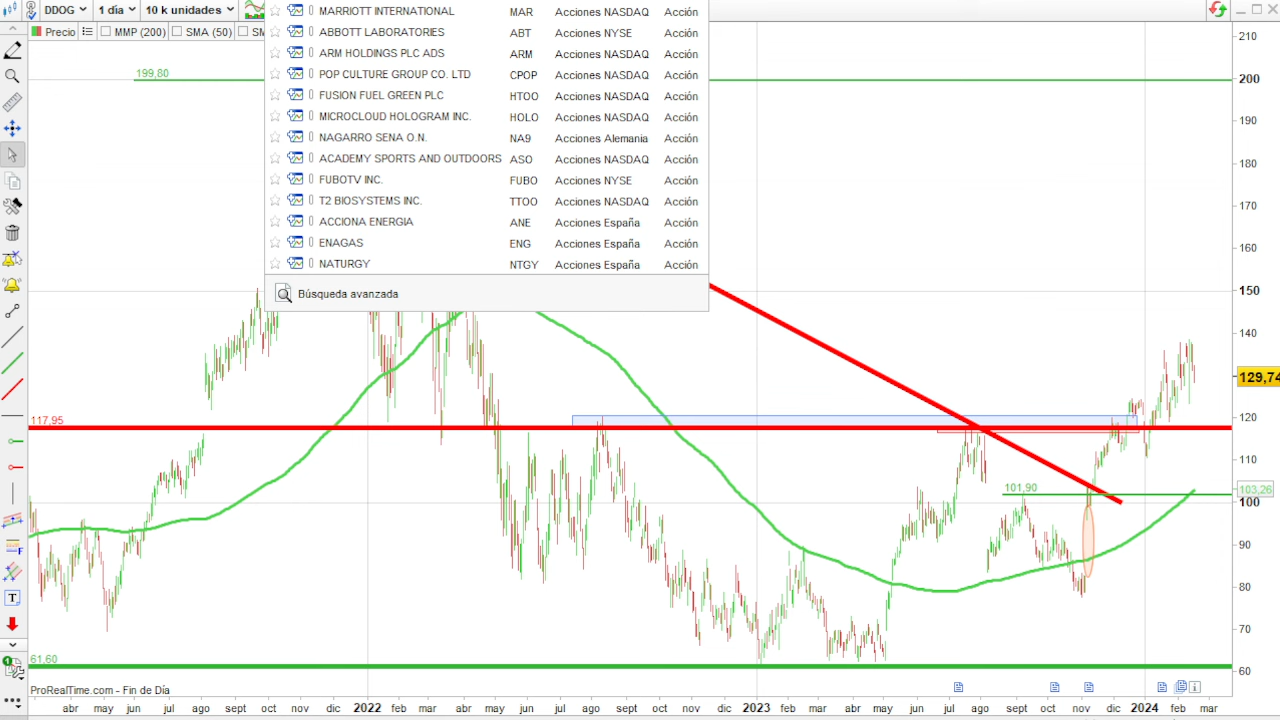 DDOG 1 día 10 k unidades
Precio MMP (200) SMA (50) SM
MARRIOTT INTERNATIONAL MAR Acciones NASDAQ Acción
ABBOTT LABORATORIES ABT Acciones NYSE Acción
ARM HOLDINGS PLC ADS ARM Acciones NASDAQ Acción
POP CULTURE GROUP CO. LTD CPOP Acciones NASDAQ Acción
FUSION FUEL GREEN PLC HTOO Acciones NASDAQ Acción
MICROCLOUD HOLOGRAM INC. HOLO Acciones NASDAQ Acción
NAGARRO SENA O.N. NA9 Acciones Alemania Acción
ACADEMY SPORTS AND OUTDOORS ASO Acciones NASDAQ Acción
FUBOTV INC. FUBO Acciones NYSE Acción
T2 BIOSYSTEMS INC. TTOO Acciones NASDAQ Acción
ACCIONA ENERGIA ANE Acciones España Acción
ENAGAS ENG Acciones España Acción
NATURGY NTGY Acciones España Acción
Búsqueda avanzada
199,80
117,95
101,90
61,60
210
200
190
180
170
160
150
140
129,74
120
110
103,26
100
90
80
70
60
ProRealTime.com - Fin de Día
abr may jun jul ago sept oct nov dic 2022 feb mar abr may jun jul ago sept oct nov dic 2023 feb mar abr may jun jul ago sept oct nov dic 2024 feb mar